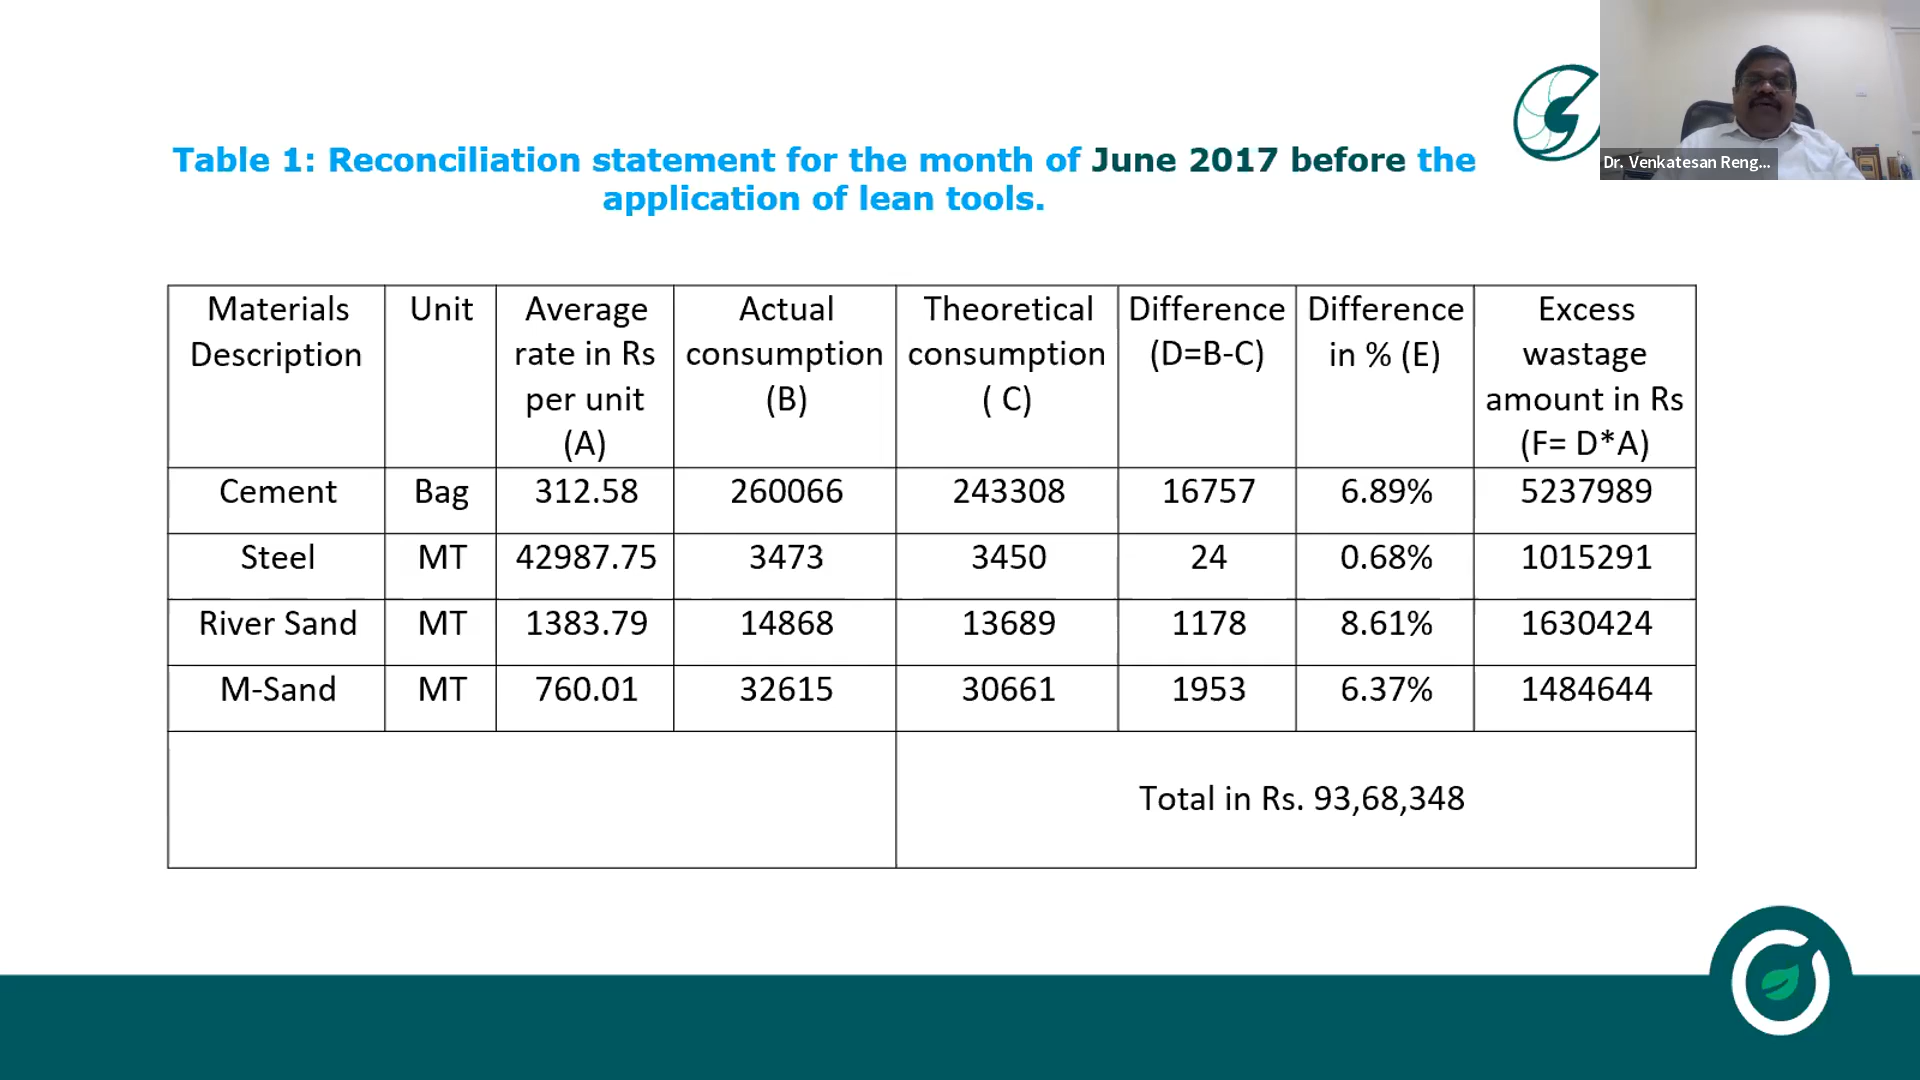 Dr. Venkatesan Reng...
Table 1: Reconciliation statement for the month of June 2017 before the
application of lean tools.
Materials Description Unit Average rate in Rs per unit (A) Actual consumption (B) Theoretical consumption ( C) Difference (D=B-C) Difference in % (E) Excess wastage amount in Rs (F= D*A)
Cement Bag 312.58 260066 243308 16757 6.89% 5237989
Steel MT 42987.75 3473 3450 24 0.68% 1015291
River Sand MT 1383.79 14868 13689 1178 8.61% 1630424
M-Sand MT 760.01 32615 30661 1953 6.37% 1484644
Total in Rs. 93,68,348